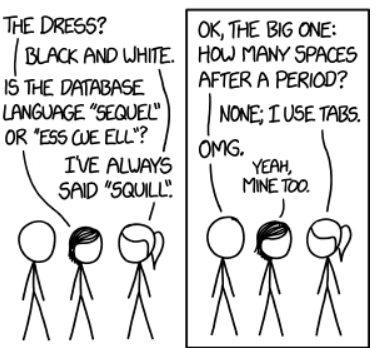 THE DRESS?
BLACK AND WHITE.
IS THE DATABASE
LANGUAGE "SEQUEL"
OR "ESS CUE ELL"?
I'VE ALWAYS
SAID "SQUILL".
OK, THE BIG ONE:
HOW MANY SPACES
AFTER A PERIOD?
NONE; I USE TABS.
OMG.
YEAH,
MINE TOO.